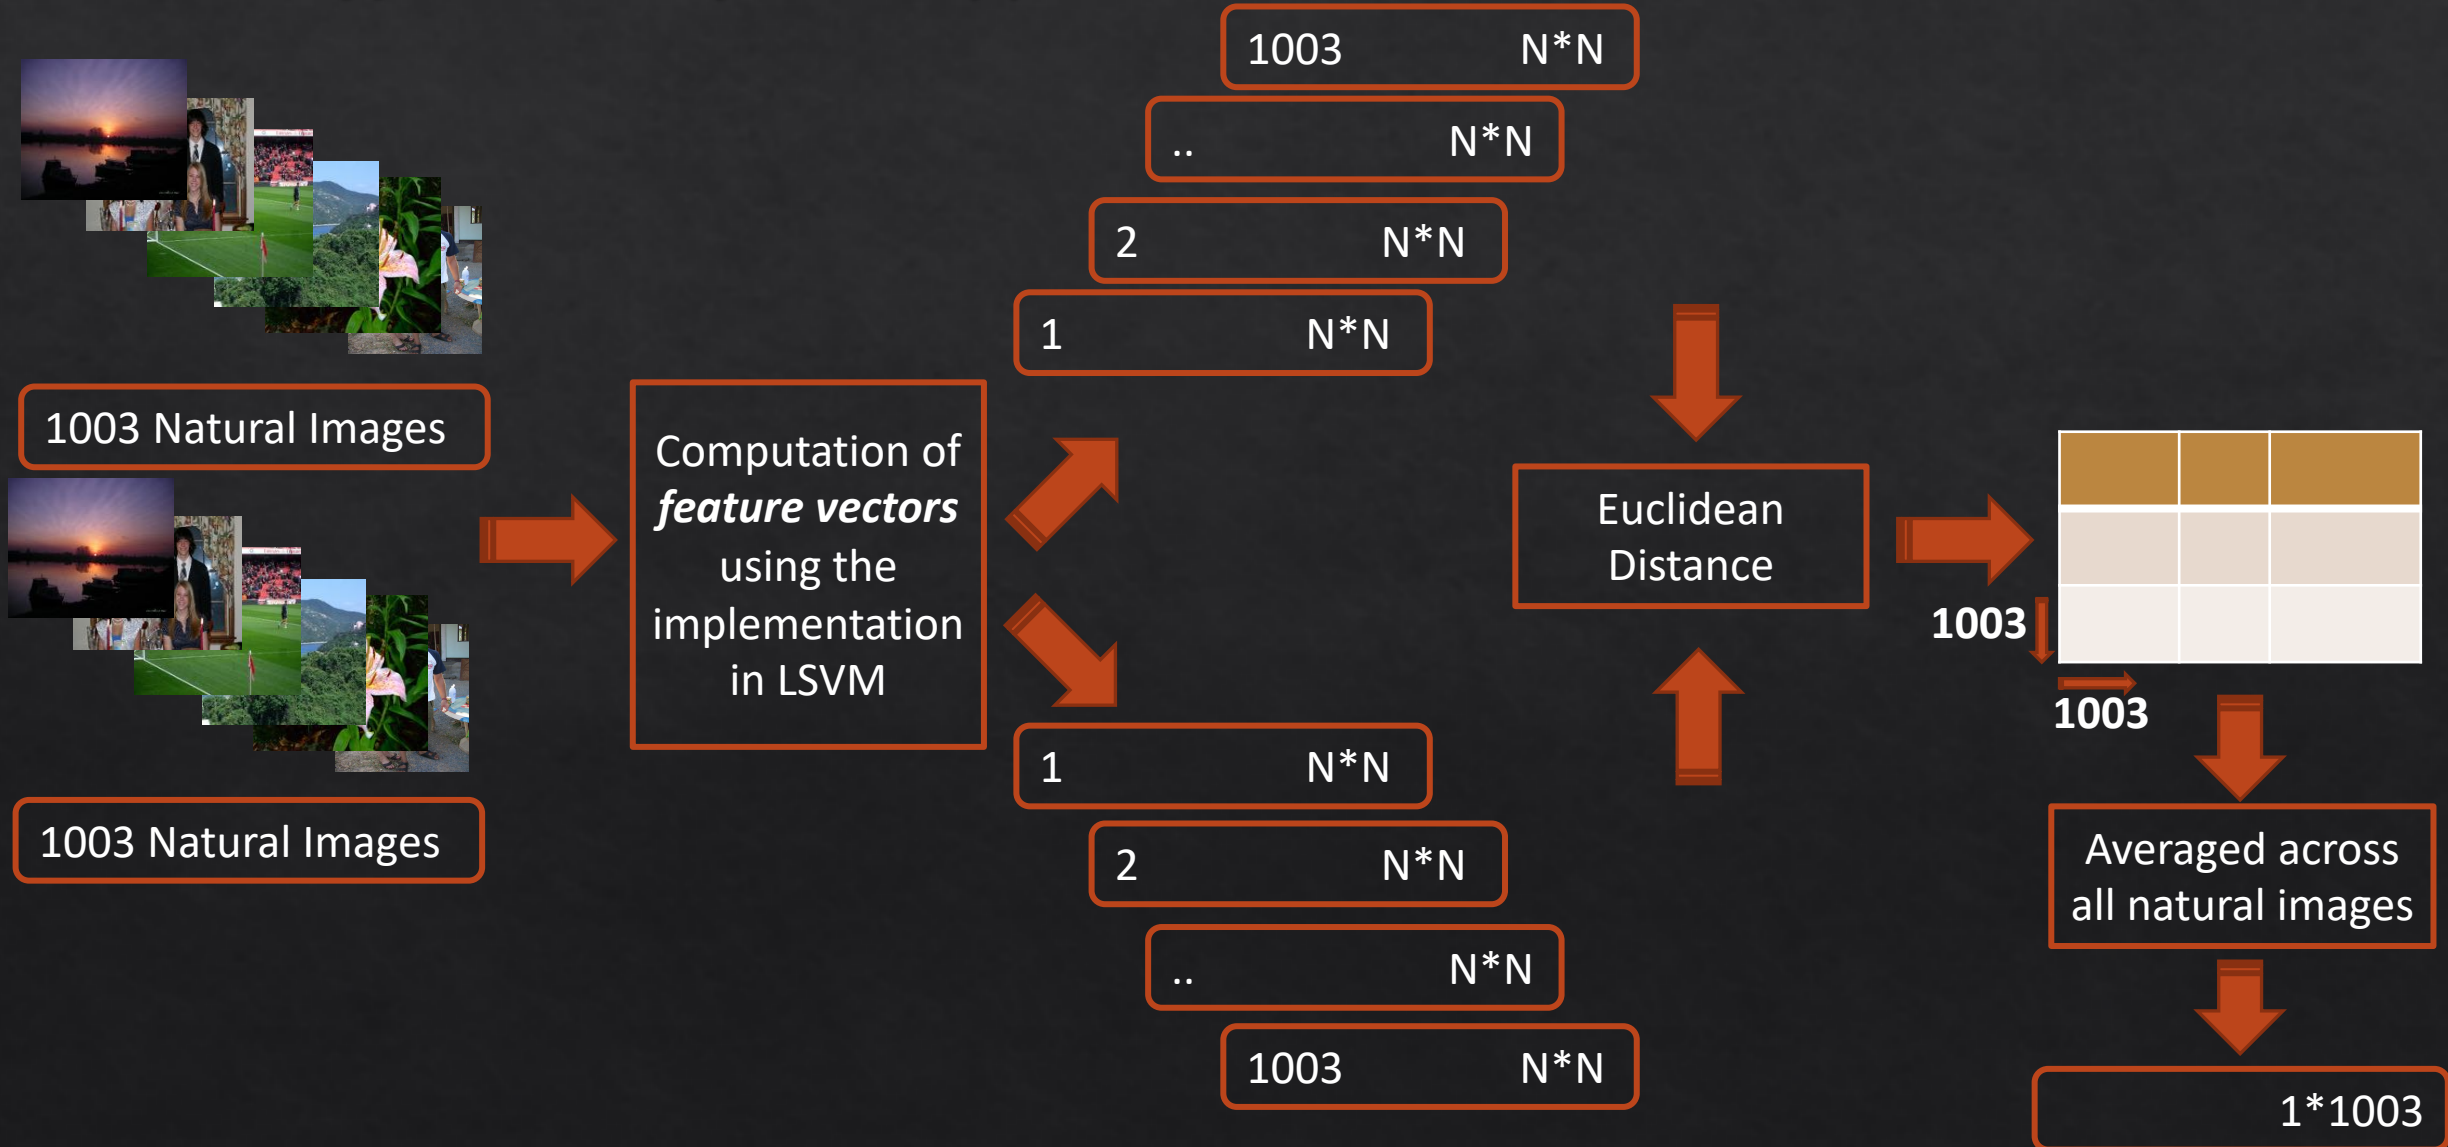 1003 N*N
.. N*N
2 N*N
1 N*N
1003 Natural Images
1003 Natural Images
Computation of
feature vectors
using the
implementation
in LSVM
1 N*N
2 N*N
.. N*N
1003 N*N
Euclidean
Distance
1003
1003
Averaged across
all natural images
1*1003